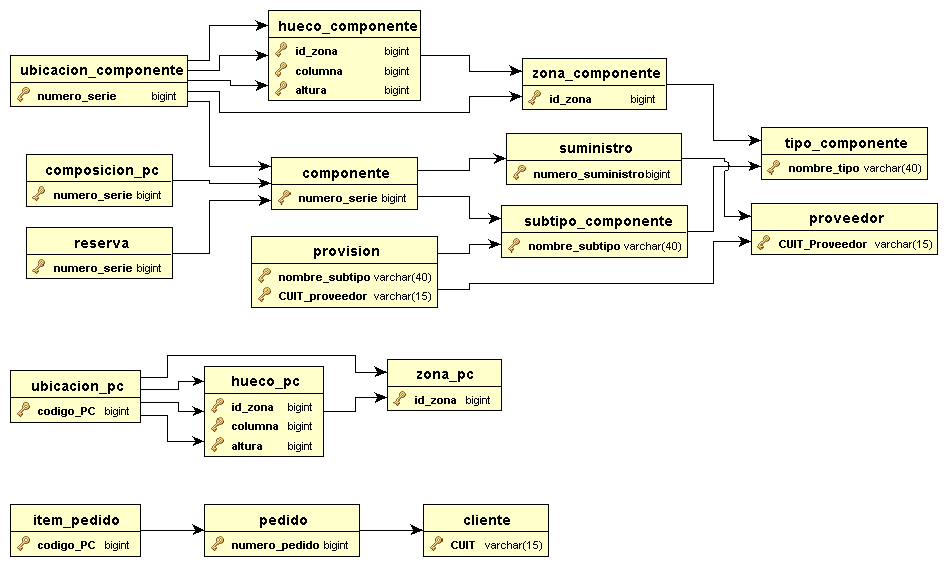 hueco_componente
id_zona bigint
columna bigint
altura bigint
ubicacion_componente
numero_serie bigint
zona_componente
id_zona bigint
tipo_componente
nombre_tipo varchar(40)
suministro
numero_suministro bigint
composicion_pc
numero_serie bigint
componente
numero_serie bigint
subtipo_componente
nombre_subtipo varchar(40)
proveedor
CUIT_Proveedor varchar(15)
reserva
numero_serie bigint
provision
nombre_subtipo varchar(40)
CUIT_proveedor varchar(15)
ubicacion_pc
codigo_PC bigint
hueco_pc
id_zona bigint
columna bigint
altura bigint
zona_pc
id_zona bigint
item_pedido
codigo_PC bigint
pedido
numero_pedido bigint
cliente
CUIT varchar(15)